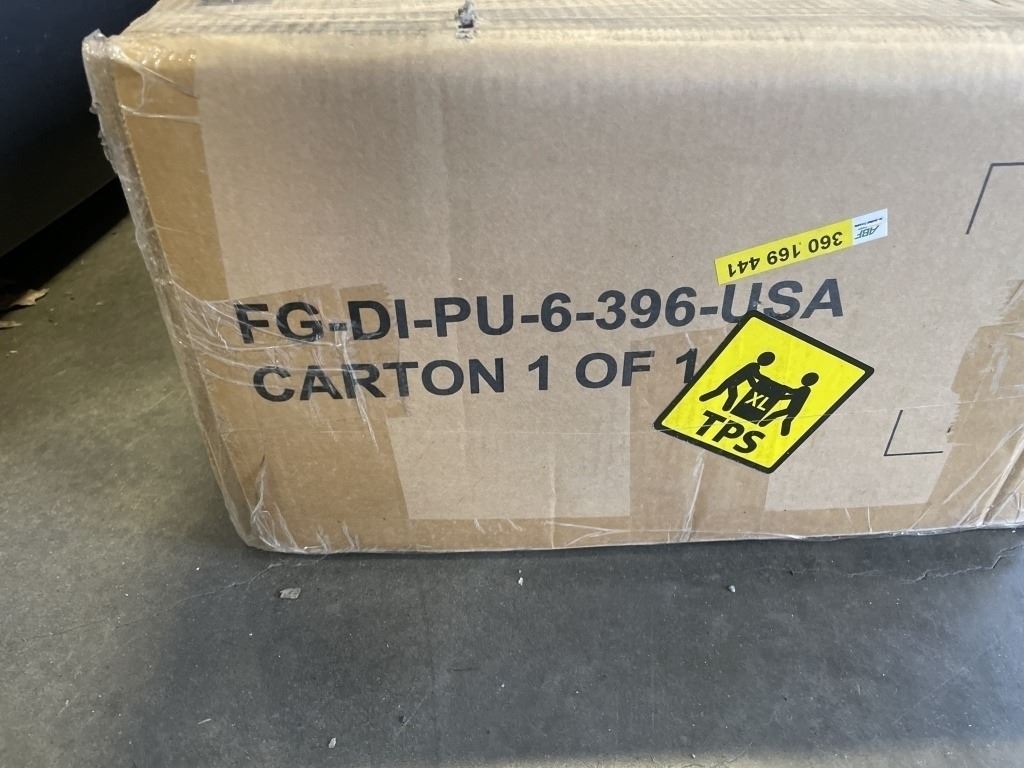 ABF
360 169 441
FG-DI-PU-6-396-USA
CARTON 1 OF 1
XL
TPS